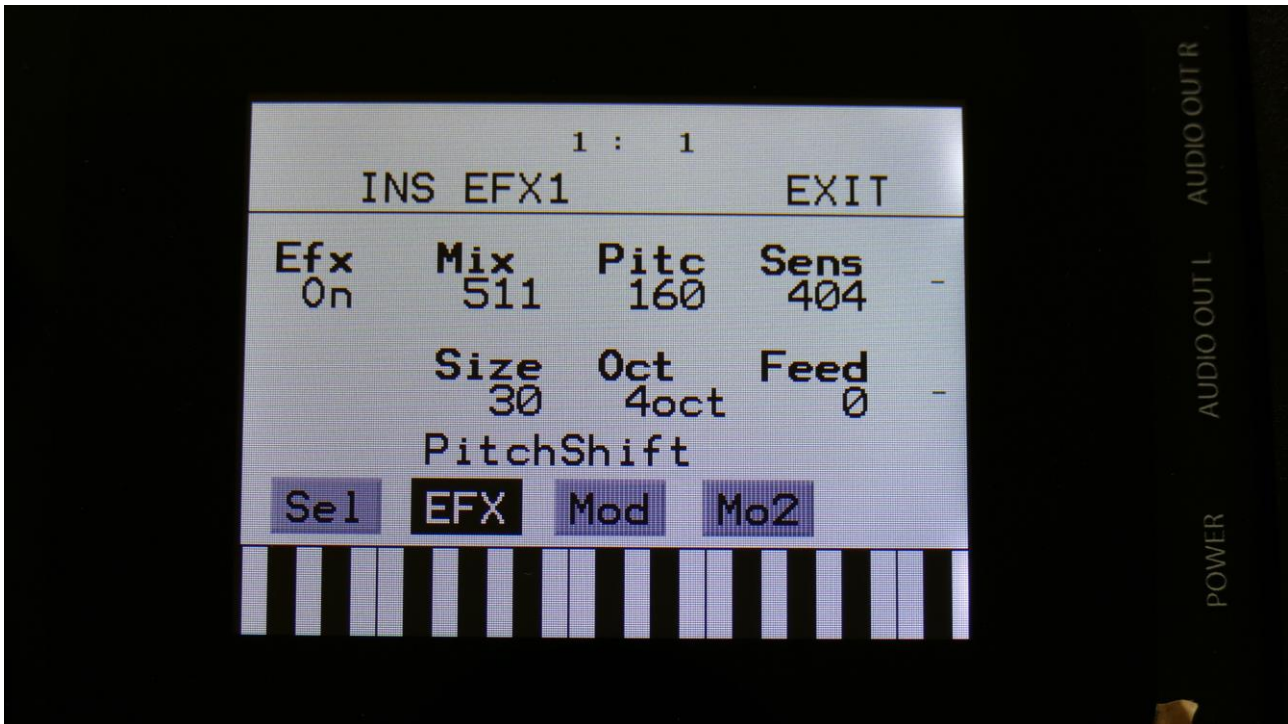 1 : 1
INS EFX1 EXIT
Efx Mix Pitc Sens -
On 511 160 404
Size Oct Feed -
30 4oct 0
PitchShift
Sel EFX Mod Mo2
AUDIO OUT R
AUDIO OUT L
POWER